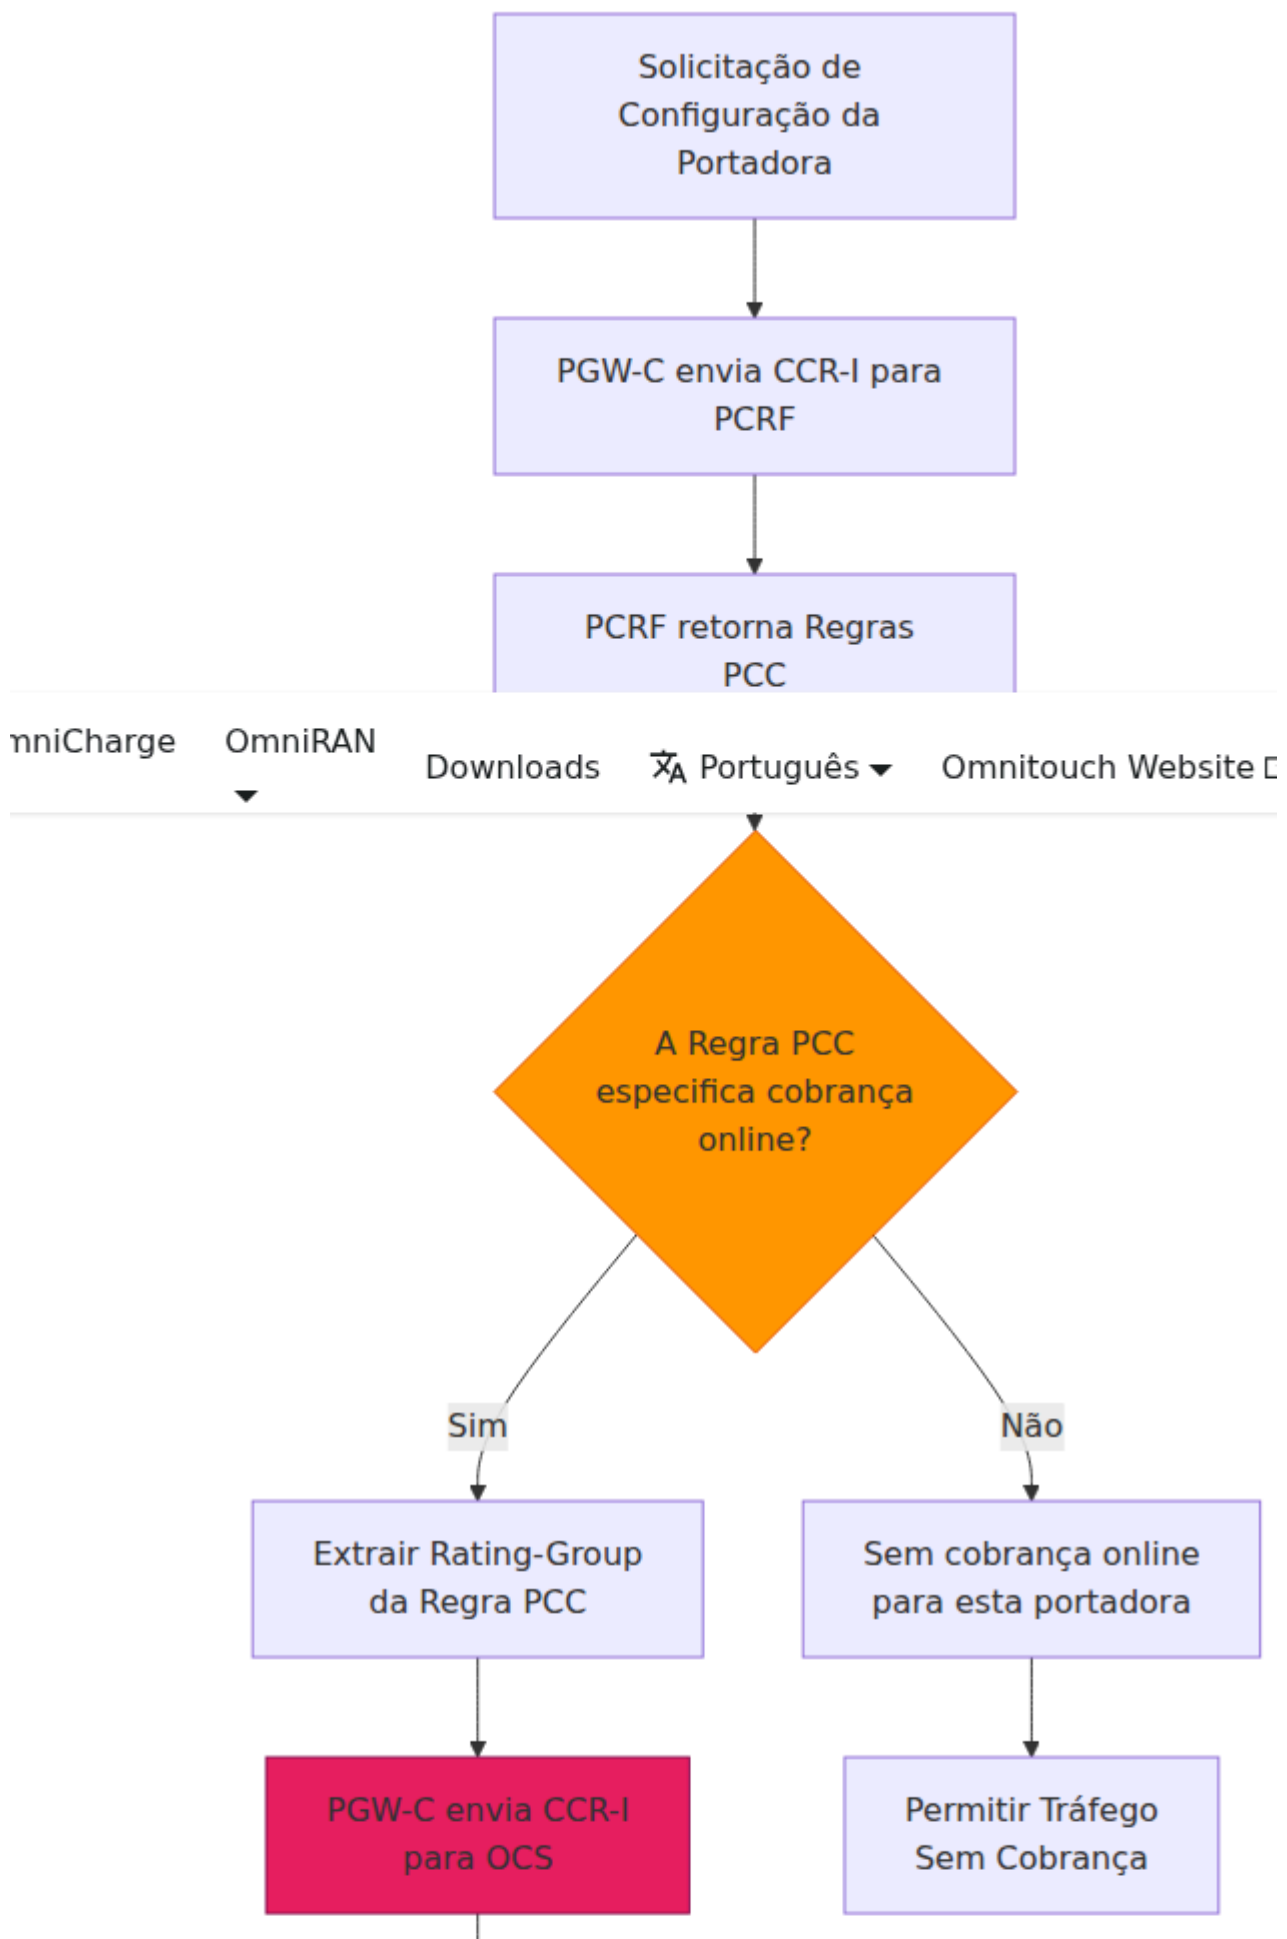 Solicitação de
Configuração da
Portadora
PGW-C envia CCR-I para
PCRF
PCRF retorna Regras
PCC
OmniRAN
Downloads
Português
Omnitouch Website
A Regra PCC
especifica cobrança
online?
Sim
Não
Extrair Rating-Group
da Regra PCC
Sem cobrança online
para esta portadora
PGW-C envia CCR-I
para OCS
Permitir Tráfego
Sem Cobrança